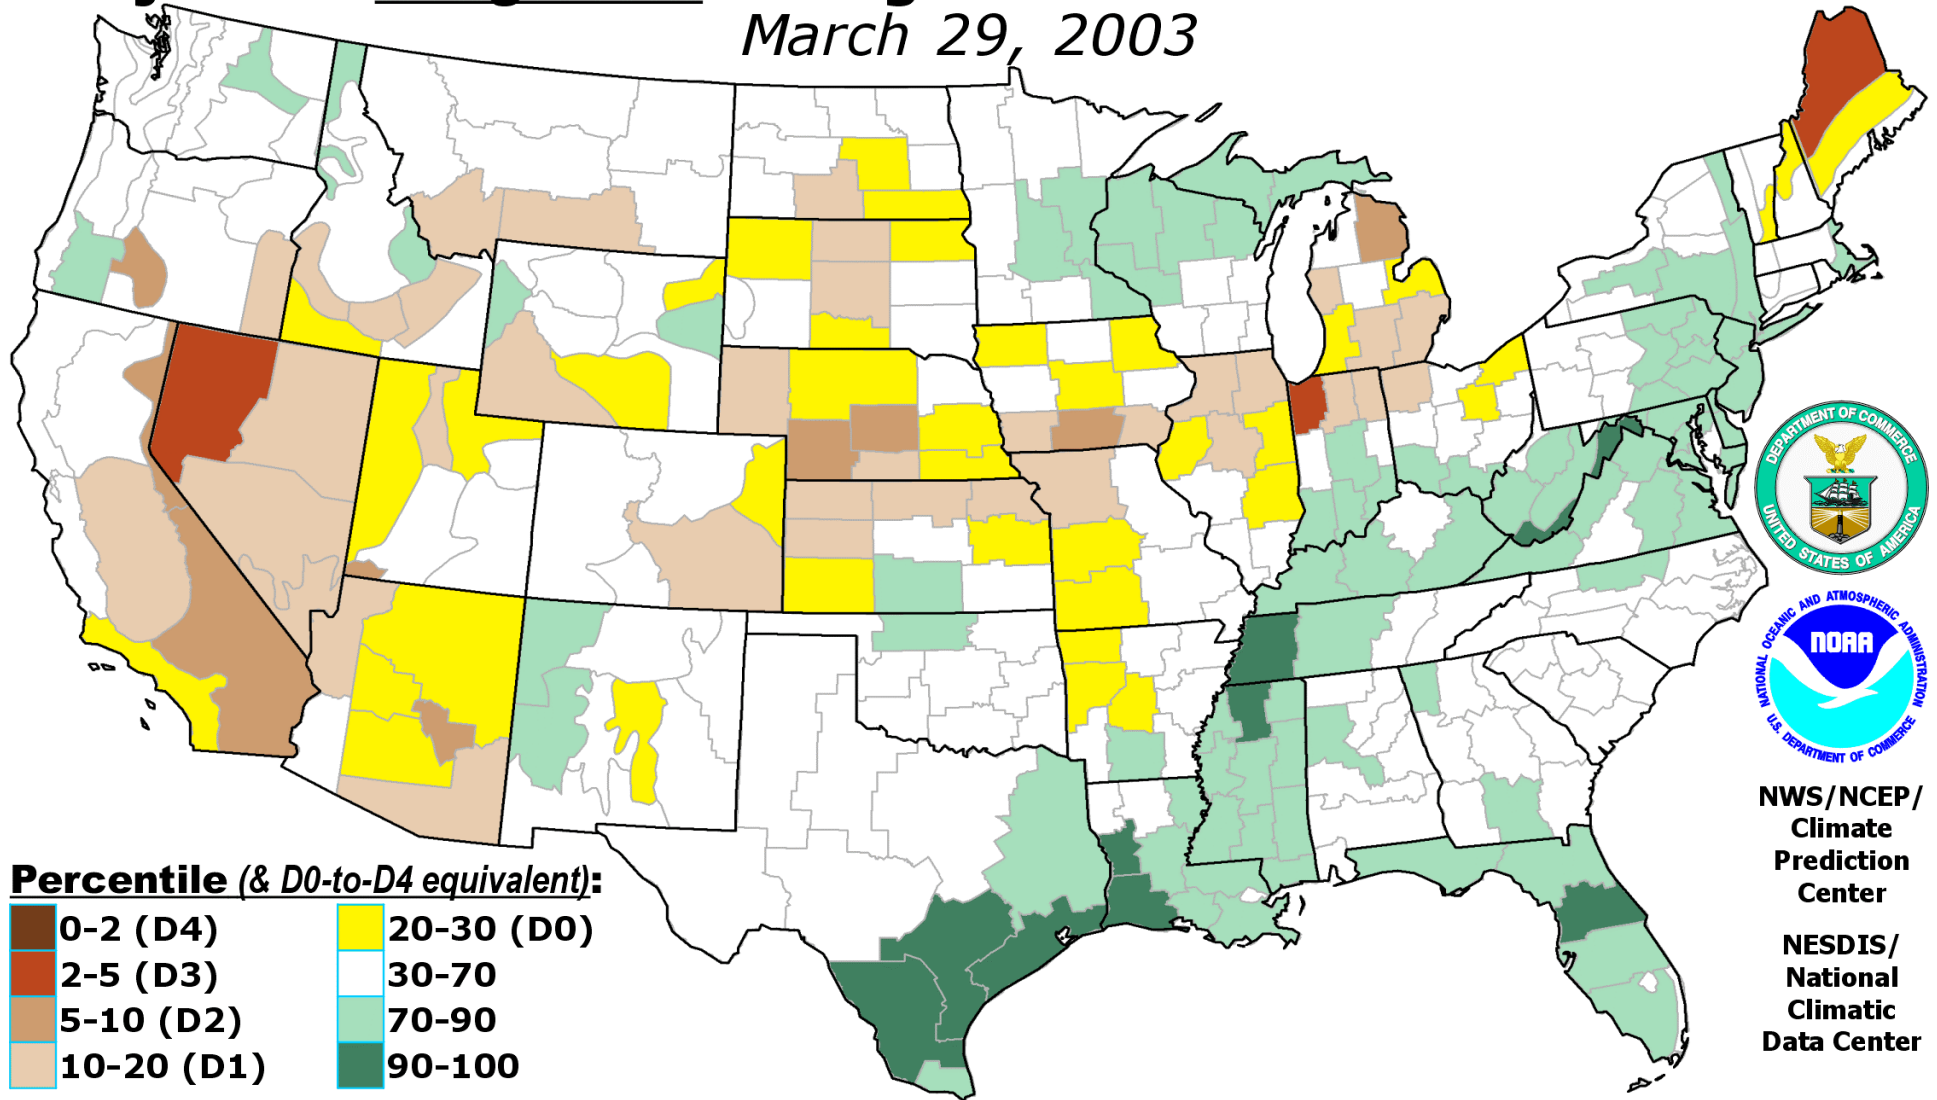 March 29, 2003
DEPARTMENT OF COMMERCE
UNITED STATES OF AMERICA
NATIONAL OCEANIC AND ATMOSPHERIC ADMINISTRATION
NOAA
U.S. DEPARTMENT OF COMMERCE
NWS/NCEP/
Climate
Prediction
Center
NESDIS/
National
Climatic
Data Center
Percentile (& D0-to-D4 equivalent):
0-2 (D4)
2-5 (D3)
5-10 (D2)
10-20 (D1)
20-30 (D0)
30-70
70-90
90-100